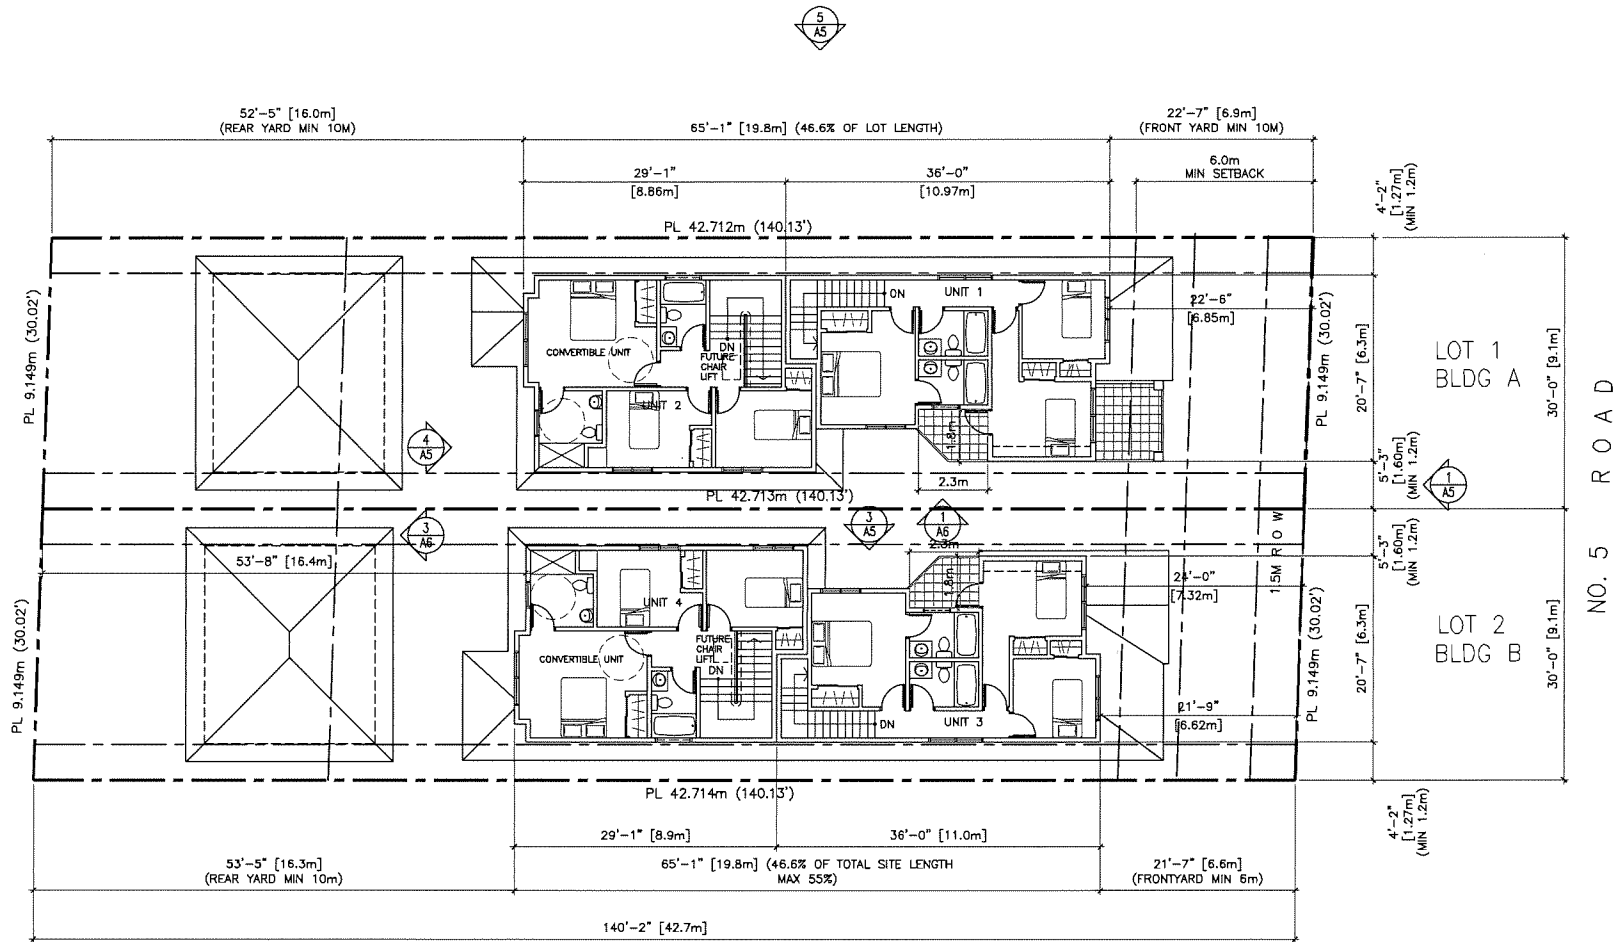 5
A5
52'-5" [16.0m]
(REAR YARD MIN 10M)
65'-1" [19.8m] (46.6% OF LOT LENGTH)
22'-7" [6.9m]
(FRONT YARD MIN 10M)
29'-1"
[8.86m]
36'-0"
[10.97m]
6.0m
MIN SETBACK
4'-2"
[1.27m]
(MIN 1.2m)
PL 42.712m (140.13')
PL 9.149m (30.02')
UNIT 1
DN
22'-6"
[6.85m]
CONVERTIBLE UNIT
DN
FUTURE
CHAIR
LIFT
UNIT 2
PL 9.149m (30.02')
20'-7" [6.3m]
30'-0" [9.1m]
LOT 1
BLDG A
4
A5
1.8m
2.3m
5'-3"
[1.60m]
(MIN 1.2m)
1
A5
PL 42.713m (140.13')
NO. 5 ROAD
3
A6
3
A5
1
A6
2.3m
1.8m
1.5M ROW
5'-3"
[1.60m]
(MIN 1.2m)
53'-8" [16.4m]
24'-0"
[7.32m]
UNIT 4
PL 9.149m (30.02')
CONVERTIBLE UNIT
FUTURE
CHAIR
LIFT
DN
DN
UNIT 3
21'-9"
[6.62m]
PL 9.149m (30.02')
20'-7" [6.3m]
30'-0" [9.1m]
LOT 2
BLDG B
PL 42.714m (140.13')
4'-2"
[1.27m]
(MIN 1.2m)
29'-1" [8.9m]
36'-0" [11.0m]
53'-5" [16.3m]
(REAR YARD MIN 10m)
65'-1" [19.8m] (46.6% OF TOTAL SITE LENGTH
MAX 55%)
21'-7" [6.6m]
(FRONTYARD MIN 6m)
140'-2" [42.7m]